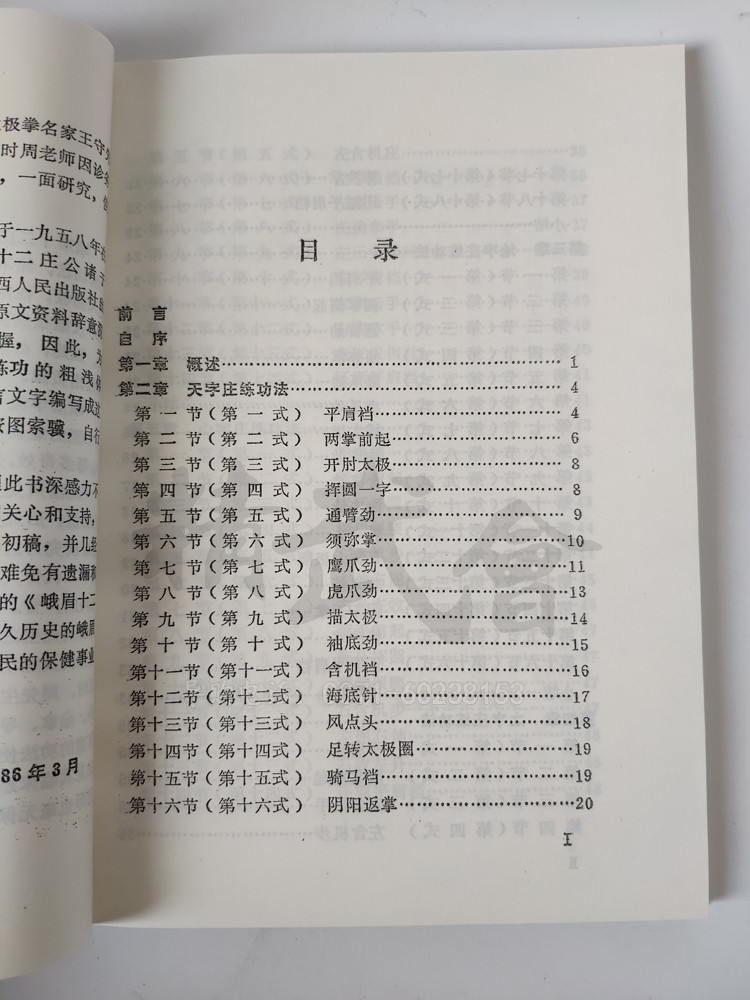 极拳名家王守
时周老师因诊
，一面研究，
于一九五八年
十二庄公诸于
西人民出版社
原文资料辞意
握，因此，
练功的粗浅
言文字编写成
按图索骥，自行
此书深感力不
关心和支持，
初稿，并几经
难免有遗漏
的《峨眉十二
久历史的峨眉
民的保健事业
86年3月
目 录
前 言
自 序
第一章 概述……1
第二章 天字庄练功法……4
第 一 节（第 一 式） 平肩裆……4
第 二 节（第 二 式） 两掌前起……6
第 三 节（第 三 式） 开肘太极……8
第 四 节（第 四 式） 挥圆一字……8
第 五 节（第 五 式） 通臂劲……9
第 六 节（第 六 式） 须弥掌……10
第 七 节（第 七 式） 鹰爪劲……11
第 八 节（第 八 式） 虎爪劲……13
第 九 节（第 九 式） 描太极……14
第 十 节（第 十 式） 袖底劲……15
第十一节（第十一式） 含机裆……16
第十二节（第十二式） 海底针……17
第十三节（第十三式） 凤点头……18
第十四节（第十四式） 足转太极圈……19
第十五节（第十五式） 骑马裆……19
第十六节（第十六式） 阴阳返掌……20
I